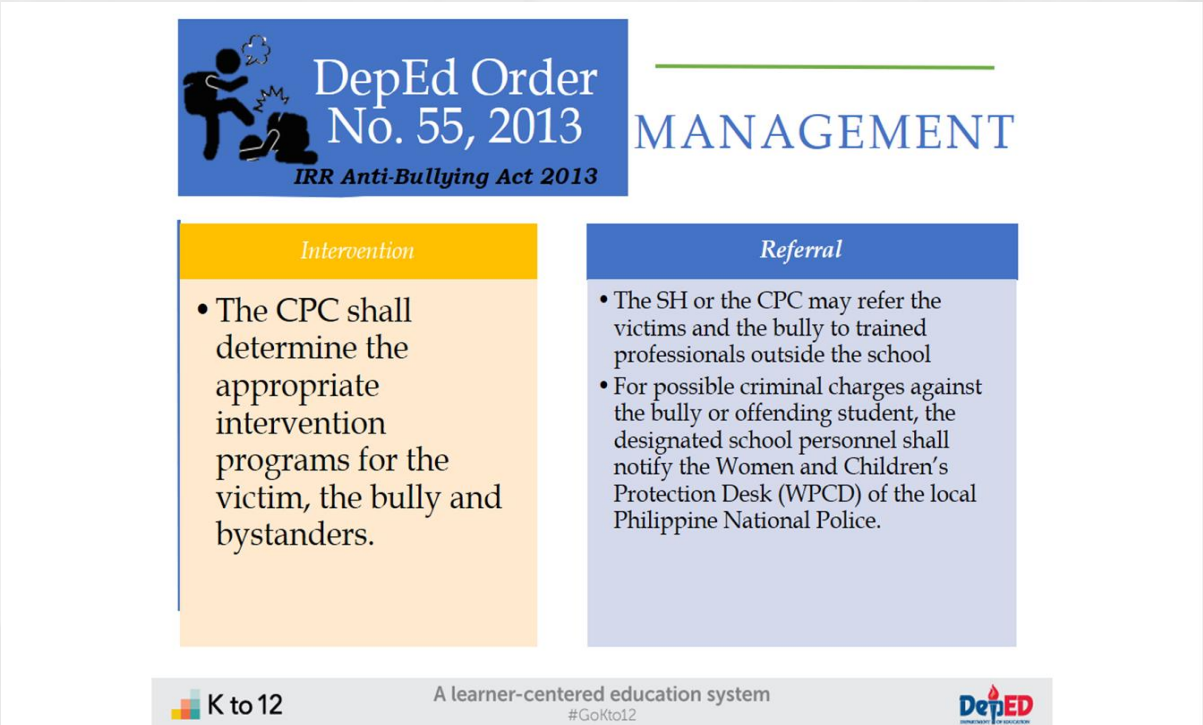 DepEd Order
No. 55, 2013
IRR Anti-Bullying Act 2013
MANAGEMENT
Intervention
• The CPC shall
determine the
appropriate
intervention
programs for the
victim, the bully and
bystanders.
Referral
• The SH or the CPC may refer the
victims and the bully to trained
professionals outside the school
• For possible criminal charges against
the bully or offending student, the
designated school personnel shall
notify the Women and Children’s
Protection Desk (WPCD) of the local
Philippine National Police.
K to 12
A learner-centered education system
#GoKto12
DepED
DEPARTMENT OF EDUCATION